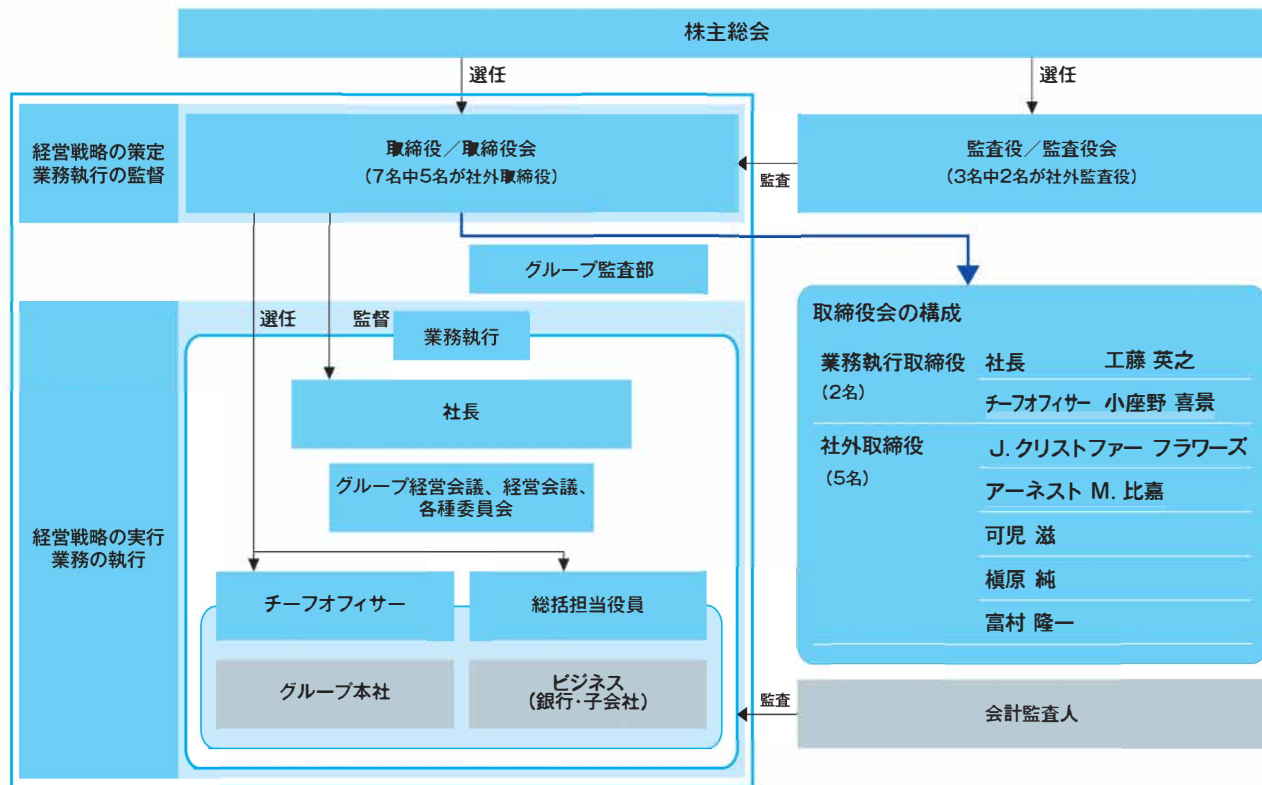 株主総会
選任
選任
経営戦略の策定
業務執行の監督
取締役／取締役会
(7名中5名が社外取締役)
監査
監査役／監査役会
(3名中2名が社外監査役)
グループ監査部
選任
監督
業務執行
社長
グループ経営会議、経営会議、
各種委員会
経営戦略の実行
業務の執行
チーフオフィサー
総括担当役員
グループ本社
ビジネス
(銀行・子会社)
取締役会の構成
業務執行取締役
(2名)
社長 工藤 英之
チーフオフィサー 小座野 喜景
社外取締役
(5名)
J. クリストファー フラワーズ
アーネスト M. 比嘉
可児 滋
槇原 純
富村 隆一
監査
会計監査人